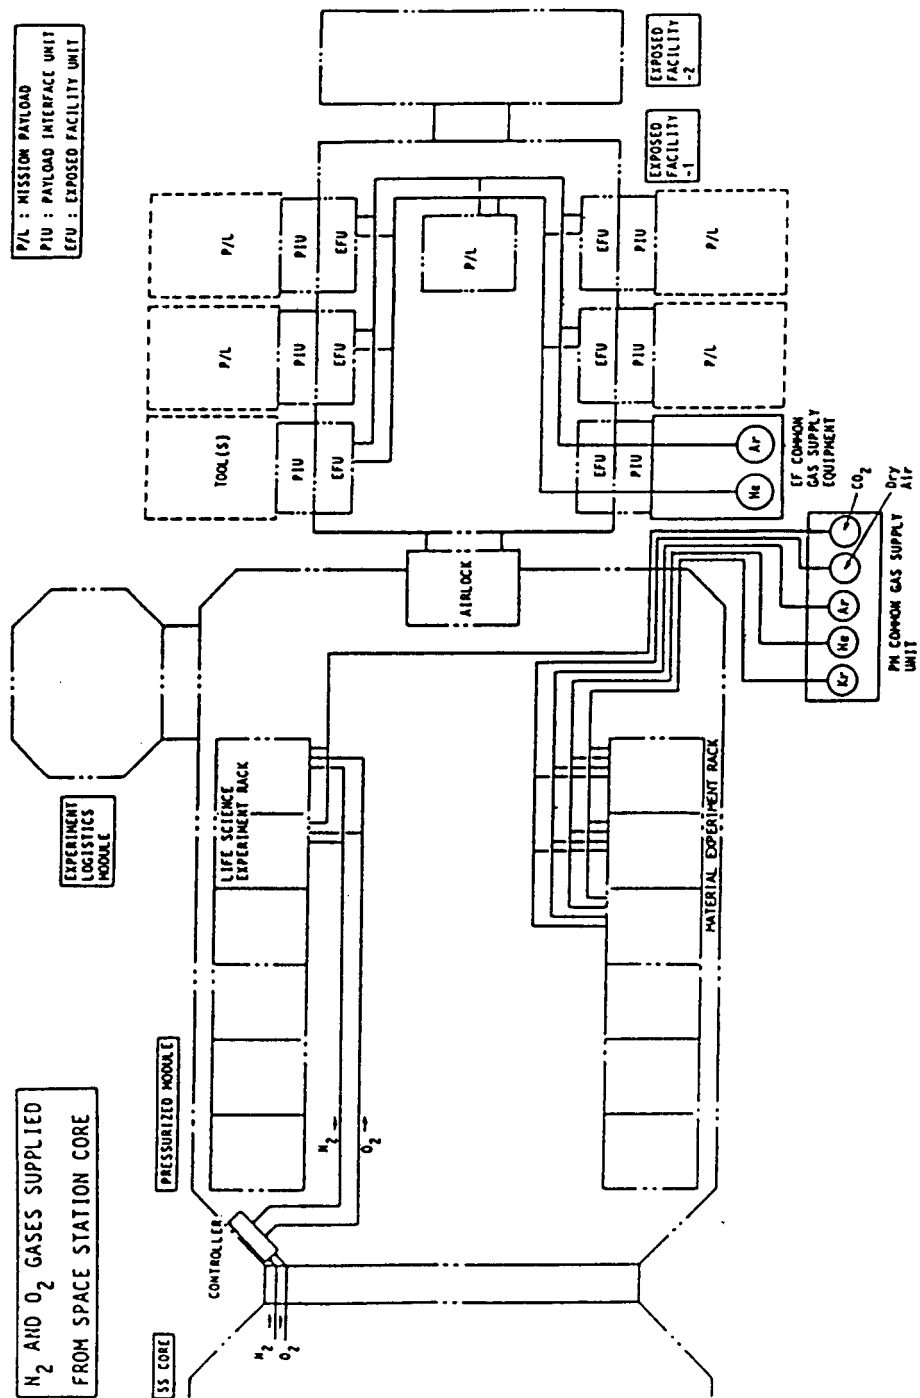 N2 AND O2 GASES SUPPLIED
FROM SPACE STATION CORE
P/L : MISSION PAYLOAD
PIU : PAYLOAD INTERFACE UNIT
EFU : EXPOSED FACILITY UNIT
EXPERIMENT
LOGISTICS
MODULE
SS CORE
PRESSURIZED MODULE
CONTROLLER
N2
O2
N2
O2
LIFE SCIENCE
EXPERIMENT RACK
MATERIAL EXPERIMENT RACK
AIRLOCK
TOOL(S)
P/L
P/L
PIU
PIU
PIU
EFU
EFU
EFU
P/L
EFU
EFU
EFU
PIU
PIU
PIU
P/L
P/L
He
Ar
EF COMMON
GAS SUPPLY
EQUIPMENT
Kr
He
Ar
CO2
Dry
Air
PM COMMON GAS SUPPLY
UNIT
EXPOSED
FACILITY
-1
EXPOSED
FACILITY
-2